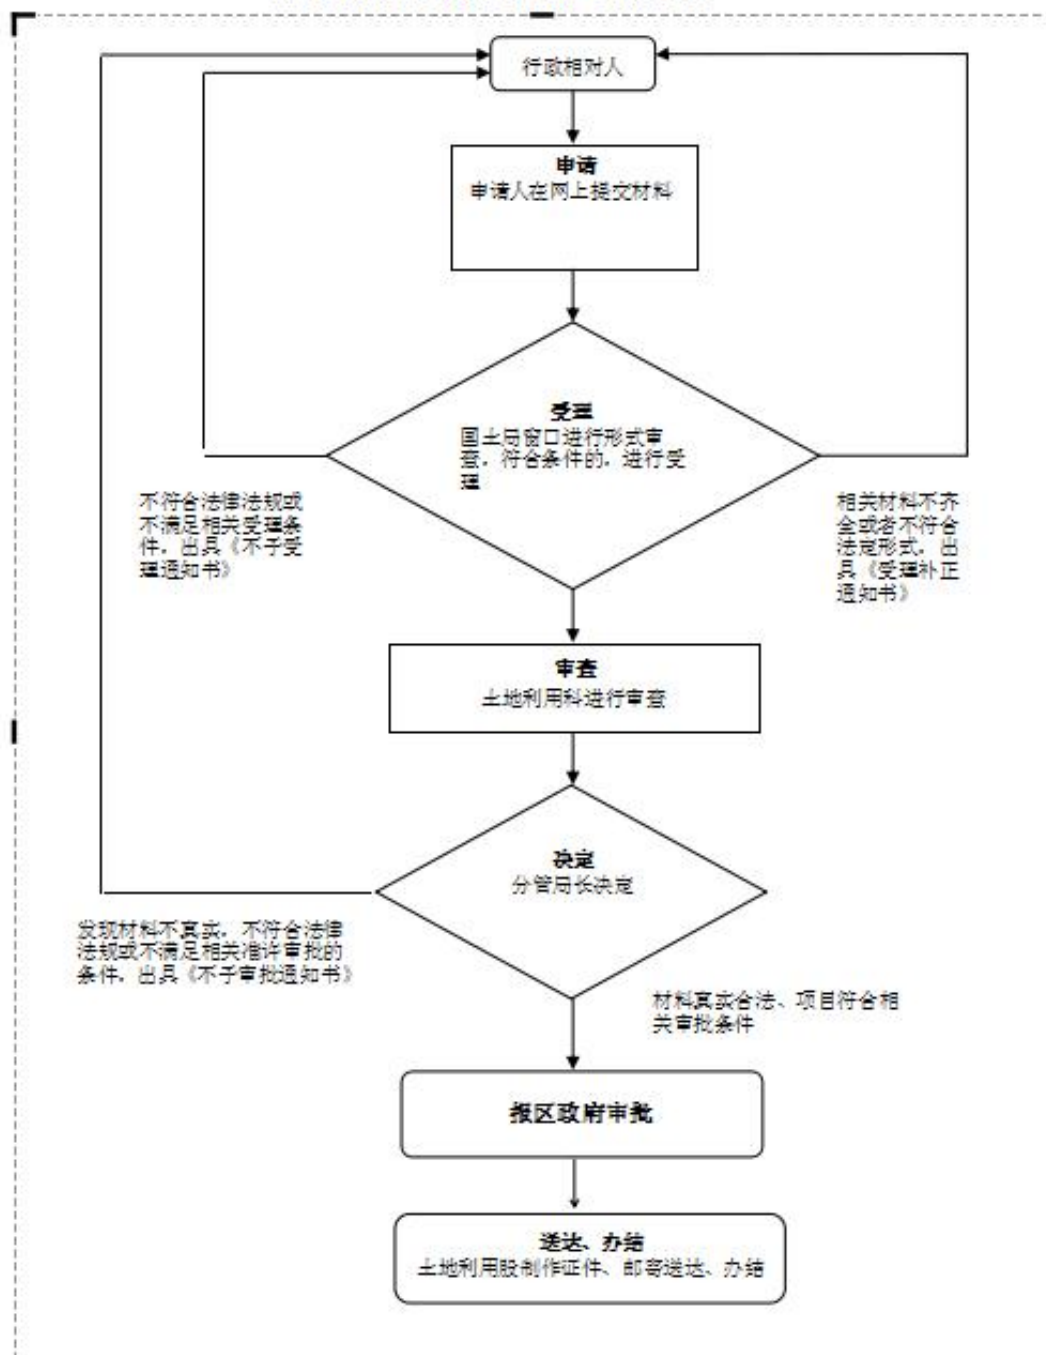 行政相对人
申请
申请人在网上提交材料
受理
国土局窗口进行形式审
查，符合条件的，进行受
理
不符合法律法规或
不满足相关受理条
件，出具《不予受
理通知书》
相关材料不齐
全或者不符合
法定形式，出
具《受理补正
通知书》
审查
土地利用科进行审查
决定
分管局长决定
发现材料不真实，不符合法律
法规或不满足相关准许审批的
条件，出具《不予审批通知书》
材料真实合法、项目符合相
关审批条件
报区政府审批
送达、办结
土地利用股制作证件、邮寄送达、办结